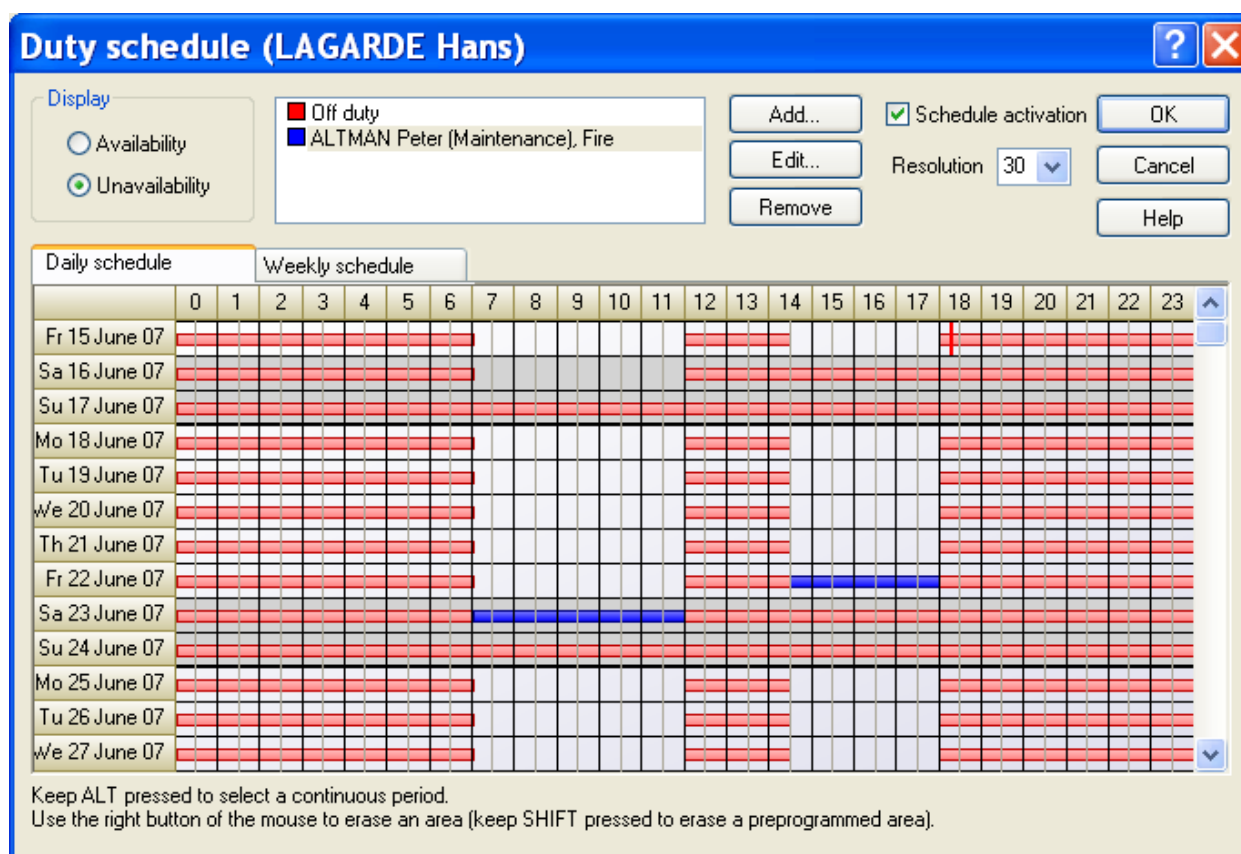 Duty schedule (LAGARDE Hans)
Display
Availability
Unavailability
Off duty
ALTMAN Peter (Maintenance), Fire
Add...
Edit...
Remove
Schedule activation
Resolution 30
OK
Cancel
Help
Daily schedule Weekly schedule
0 1 2 3 4 5 6 7 8 9 10 11 12 13 14 15 16 17 18 19 20 21 22 23
Fr 15 June 07
Sa 16 June 07
Su 17 June 07
Mo 18 June 07
Tu 19 June 07
We 20 June 07
Th 21 June 07
Fr 22 June 07
Sa 23 June 07
Su 24 June 07
Mo 25 June 07
Tu 26 June 07
We 27 June 07
Keep ALT pressed to select a continuous period.
Use the right button of the mouse to erase an area (keep SHIFT pressed to erase a preprogrammed area).